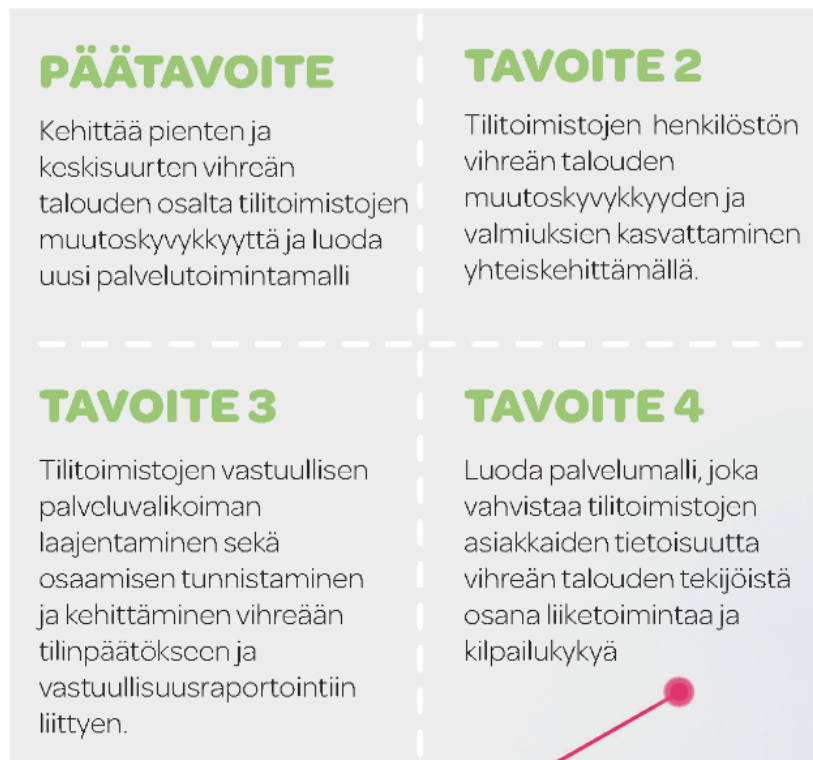 PÄÄTAVOITE
Kehittää pienten ja
keskisuurten vihreän
talouden osalta tilitoimistojen
muutoskyvykkyyttä ja luoda
uusi palvelutoimintamalli
TAVOITE 2
Tilitoimistojen henkilöstön
vihreän talouden
muutoskyvykkyyden ja
valmiuksien kasvattaminen
yhteiskehittämällä.
TAVOITE 3
Tilitoimistojen vastuullisen
palveluvalikoiman
laajentaminen sekä
osaamisen tunnistaminen
ja kehittäminen vihreään
tilinpäätökseen ja
vastuullisuusraportointiin
liittyen.
TAVOITE 4
Luoda palvelumalli, joka
vahvistaa tilitoimistojen
asiakkaiden tietoisuutta
vihreän talouden tekijöistä
osana liiketoimintaa ja
kilpailukykyä